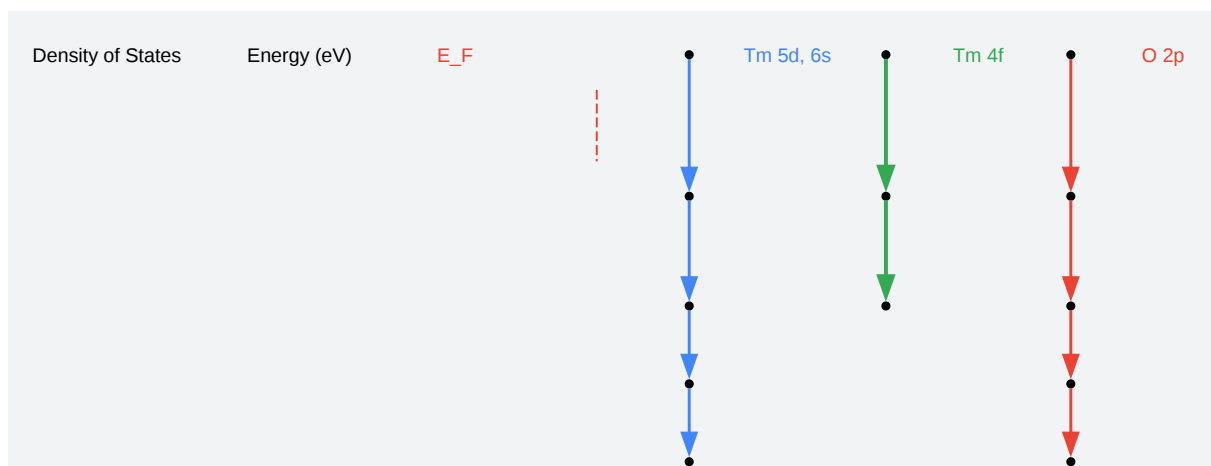 Density of States
Energy (eV)
E_F
Tm 5d, 6s
Tm 4f
O 2p